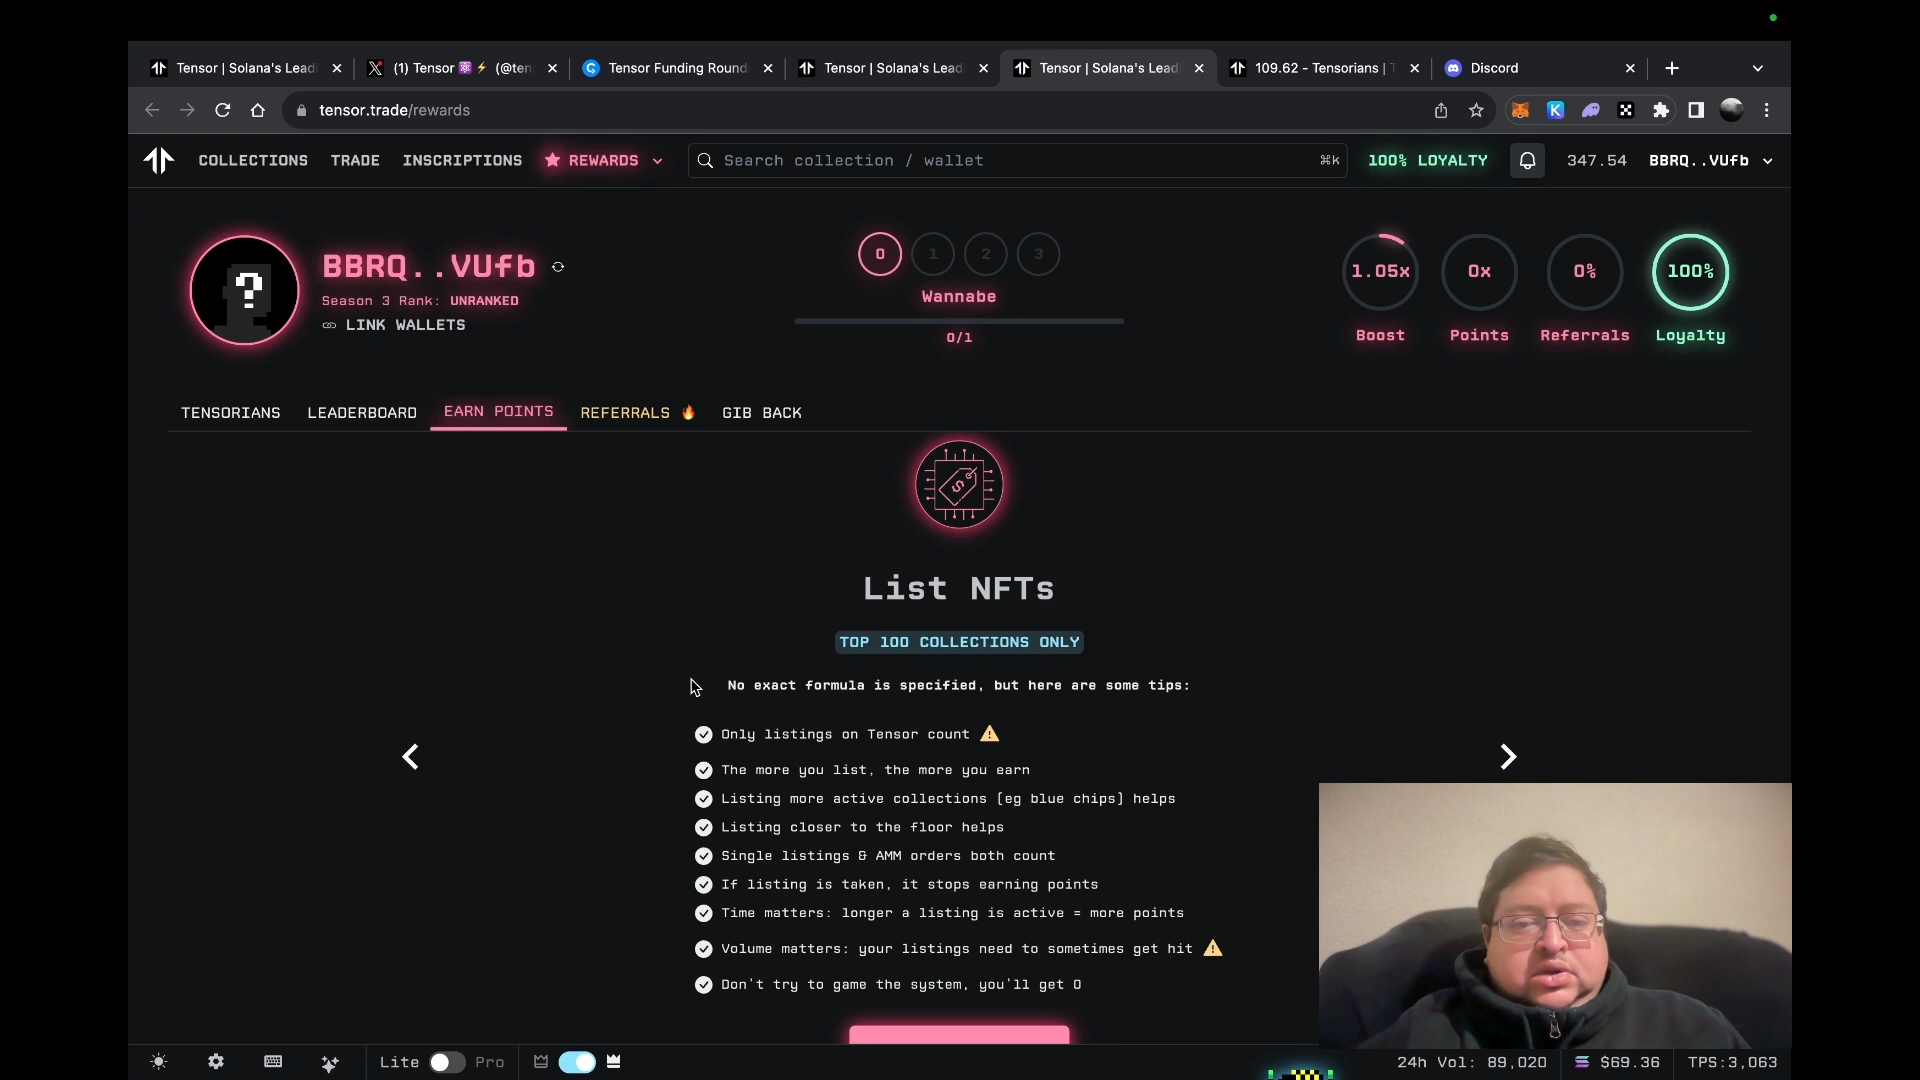 Tensor | Solana's Leadi
(1) Tensor ⚛️⚡ (@ten
Tensor Funding Round
Tensor | Solana's Leadi
Tensor | Solana's Leadi
109.62 - Tensorians | T
Discord
tensor.trade/rewards
COLLECTIONS
TRADE
INSCRIPTIONS
REWARDS
Search collection / wallet
⌘K
100% LOYALTY
347.54
BBRQ..VUfb
BBRQ..VUfb
Season 3 Rank: UNRANKED
LINK WALLETS
0 1 2 3
Wannabe
0/1
1.05x
0x
0%
100%
Boost
Points
Referrals
Loyalty
TENSORIANS
LEADERBOARD
EARN POINTS
REFERRALS 🔥
GIB BACK
List NFTs
TOP 100 COLLECTIONS ONLY
No exact formula is specified, but here are some tips:
Only listings on Tensor count ⚠️
The more you list, the more you earn
Listing more active collections [eg blue chips] helps
Listing closer to the floor helps
Single listings & AMM orders both count
If listing is taken, it stops earning points
Time matters: longer a listing is active = more points
Volume matters: your listings need to sometimes get hit ⚠️
Don't try to game the system, you'll get 0
Lite
Pro
24h Vol: 89,020
$69.36
TPS:3,063